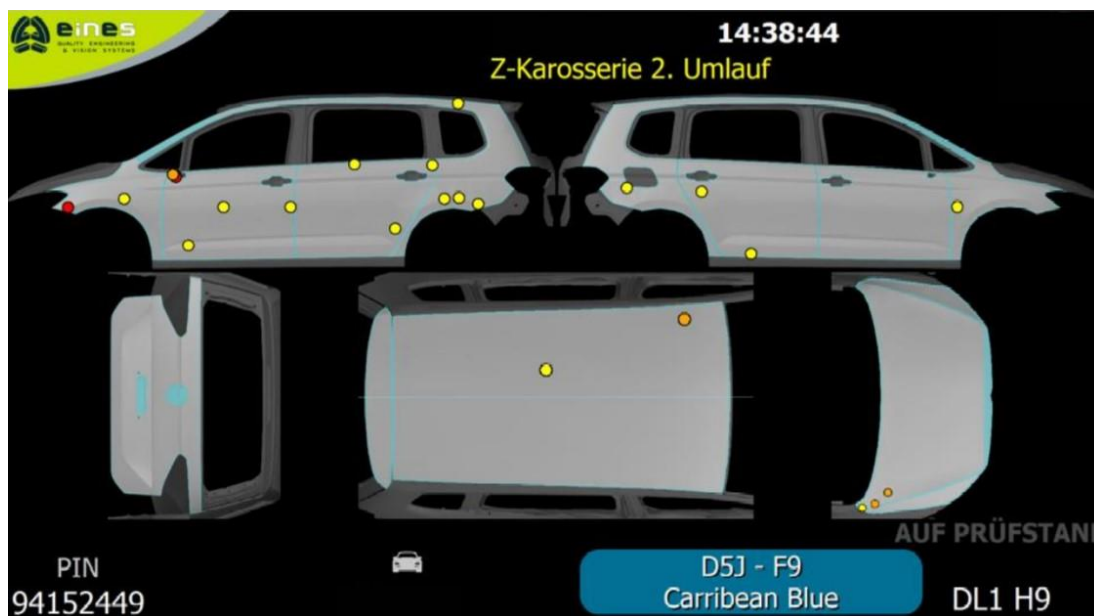 eines
QUALITY ENGINEERING
& VISION SYSTEMS
14:38:44
Z-Karosserie 2. Umlauf
AUF PRÜFSTAND
PIN
94152449
D5J - F9
Carribean Blue
DL1 H9